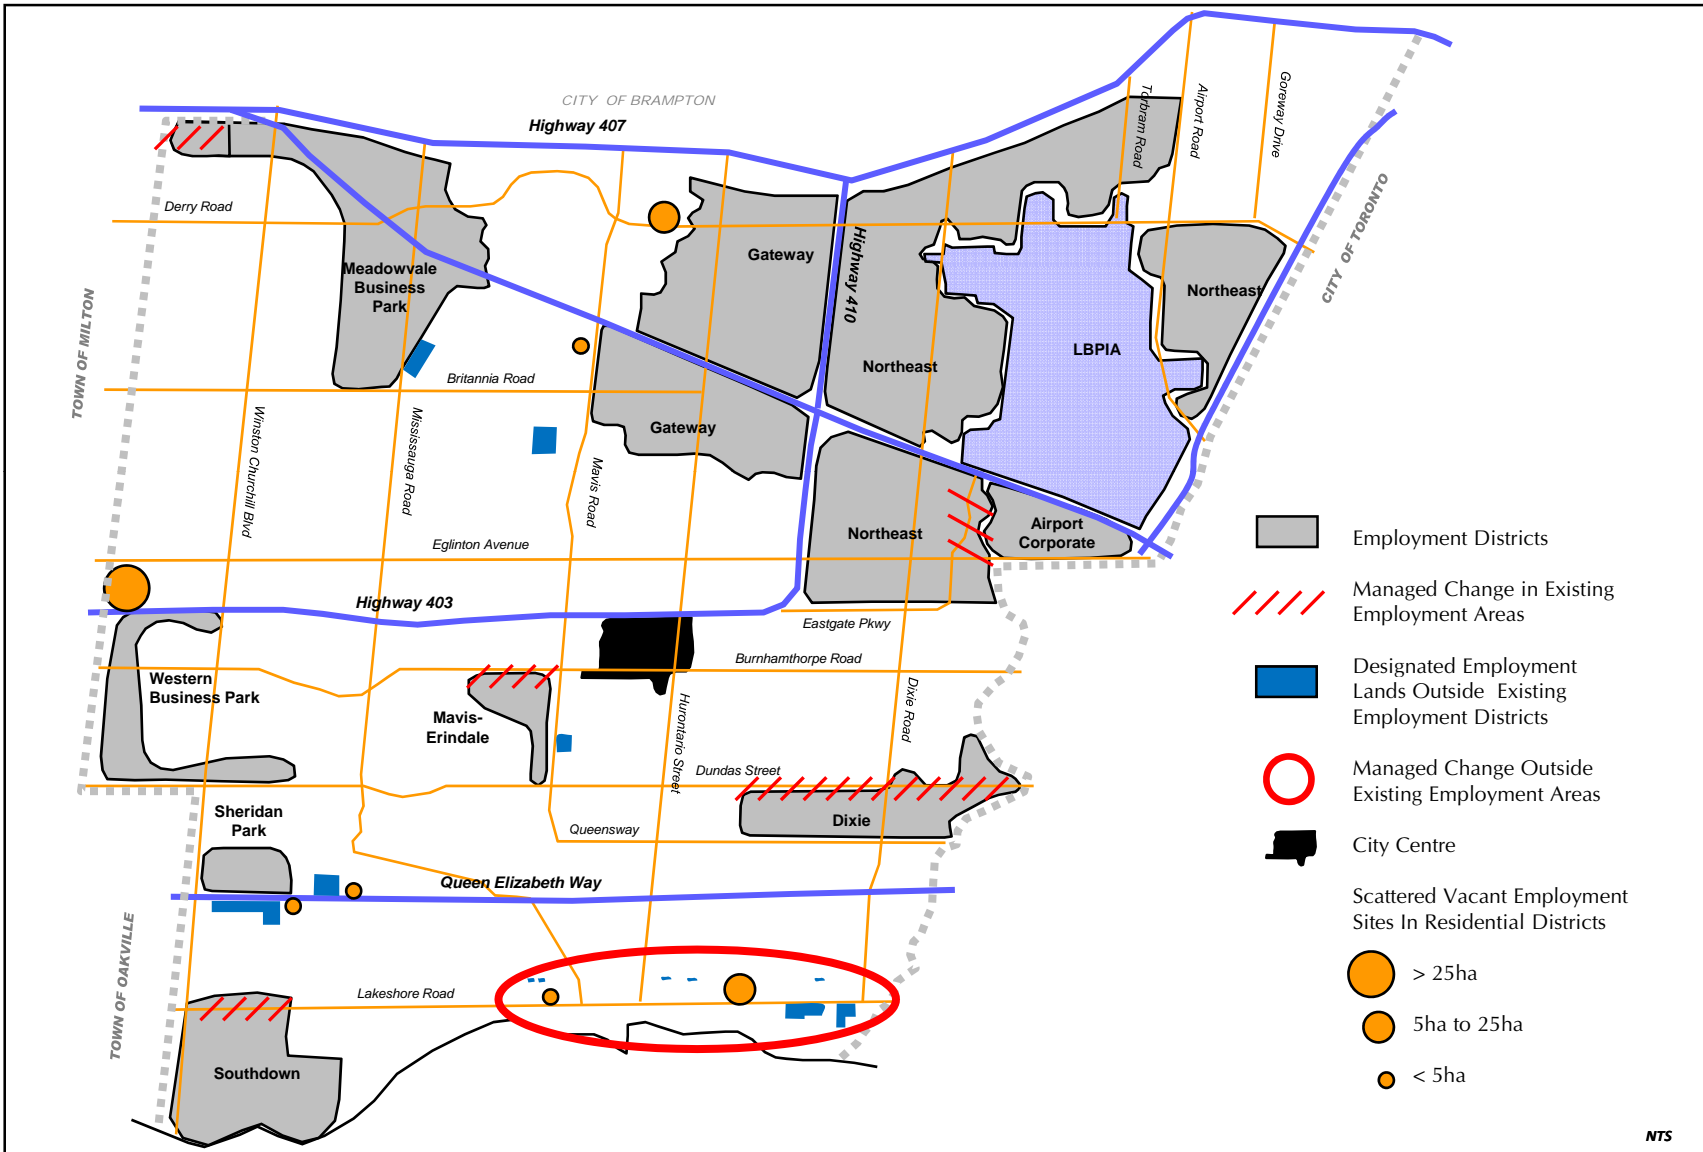 CITY OF BRAMPTON
Highway 407
Torbram Road
Airport Road
Goreway Drive
CITY OF TORONTO
Derry Road
Highway 410
Gateway
Meadowvale
Business
Park
Northeast
TOWN OF MILTON
LBPIA
Northeast
Britannia Road
Winston Churchill Blvd
Mississauga Road
Gateway
Mavis Road
Northeast
Airport
Corporate
Eglinton Avenue
Highway 403
Eastgate Pkwy
Burnhamthorpe Road
Western
Business Park
Mavis-
Erindale
Hurontario Street
Dixie Road
Dundas Street
Sheridan
Park
Queensway
Dixie
Queen Elizabeth Way
TOWN OF OAKVILLE
Lakeshore Road
Southdown
Employment Districts
Managed Change in Existing
Employment Areas
Designated Employment
Lands Outside Existing
Employment Districts
Managed Change Outside
Existing Employment Areas
City Centre
Scattered Vacant Employment
Sites In Residential Districts
> 25ha
5ha to 25ha
< 5ha
NTS